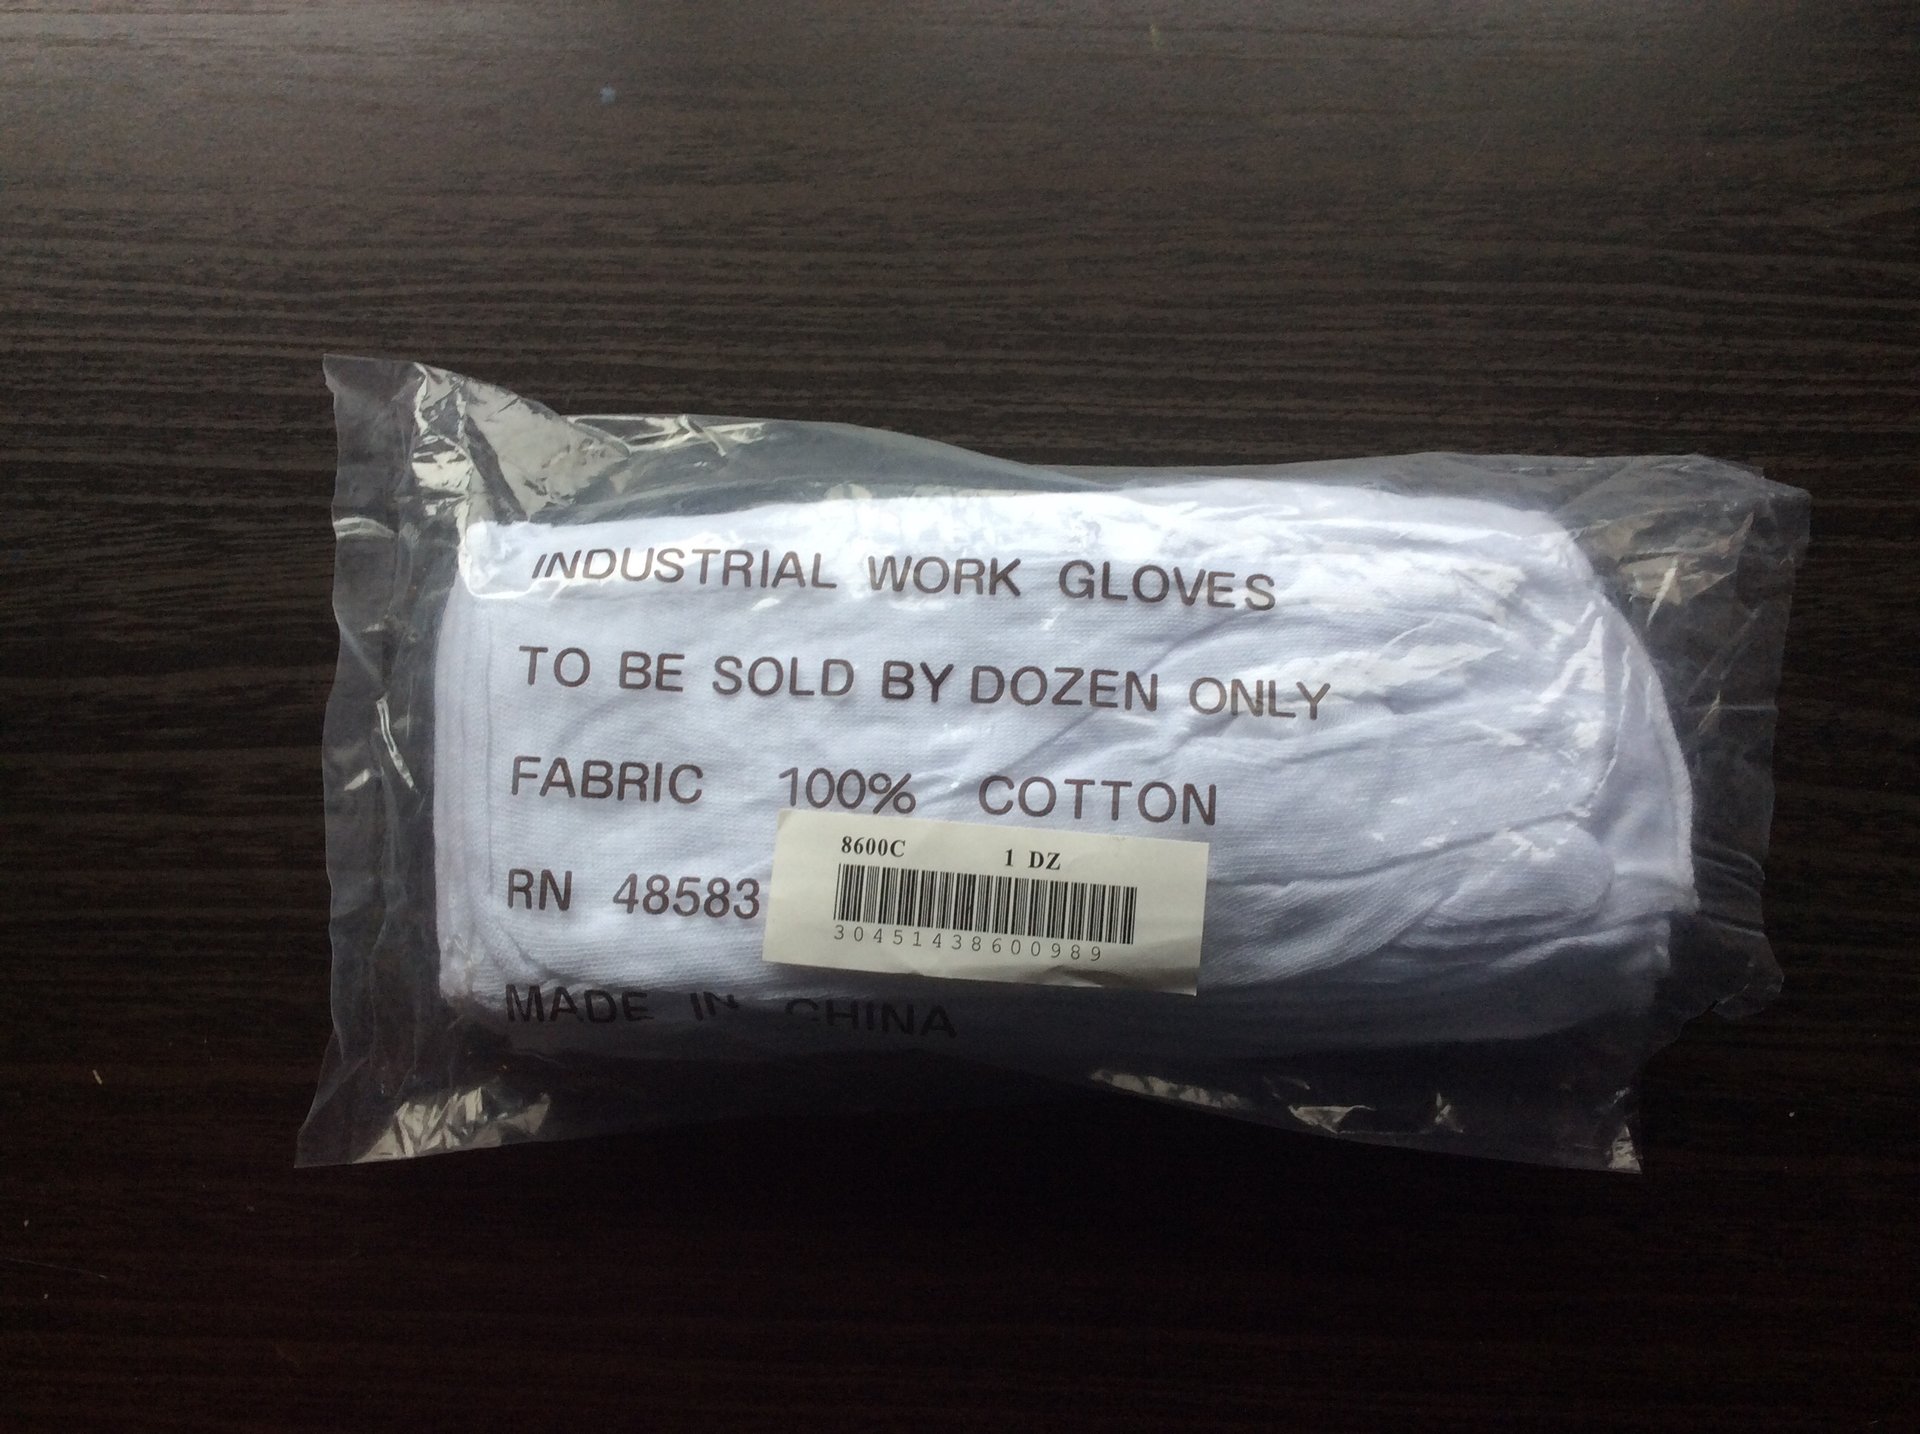 INDUSTRIAL WORK GLOVES
TO BE SOLD BY DOZEN ONLY
FABRIC 100% COTTON
8600C 1 DZ
RN 48583
30451438600989
MADE IN CHINA